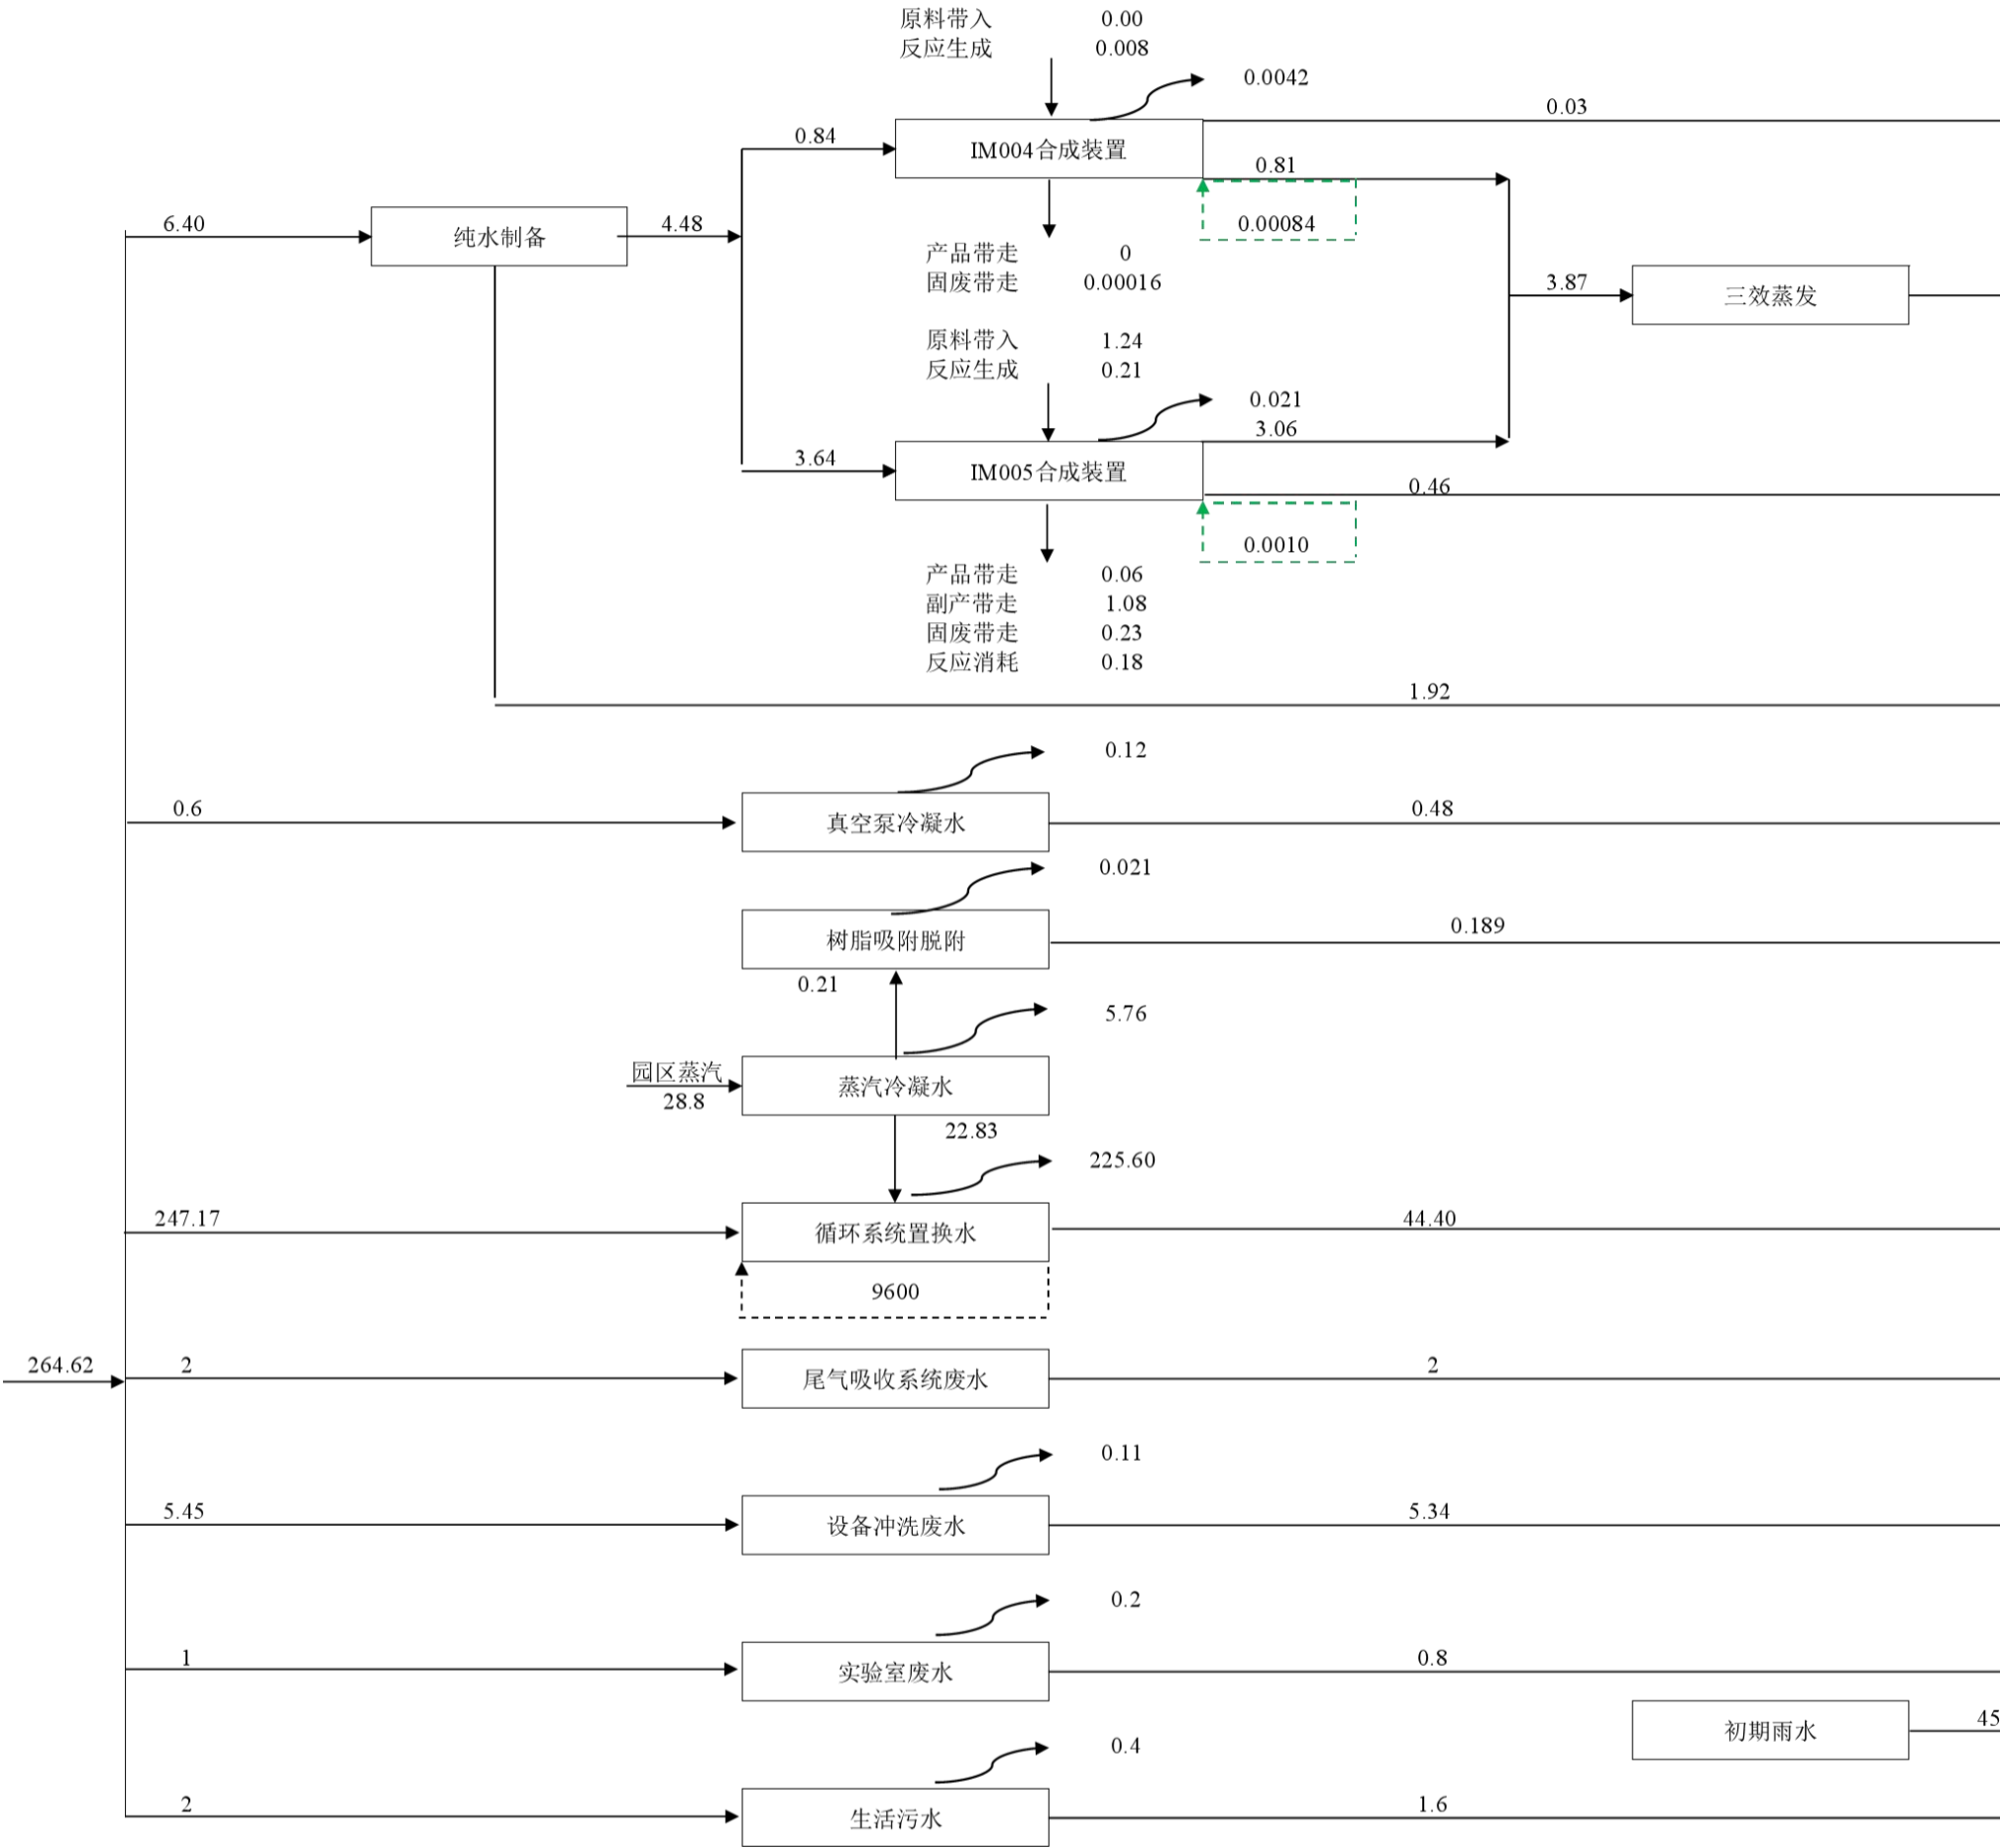 原料带入 0.00
反应生成 0.008
0.0042
0.03
0.84
IM004合成装置
0.81
6.40
纯水制备
4.48
0.00084
产品带走 0
固废带走 0.00016
3.87
三效蒸发
原料带入 1.24
反应生成 0.21
0.021
3.06
3.64
IM005合成装置
0.46
0.0010
产品带走 0.06
副产带走 1.08
固废带走 0.23
反应消耗 0.18
1.92
0.12
0.6
真空泵冷凝水
0.48
0.021
树脂吸附脱附
0.189
0.21
5.76
园区蒸汽
28.8
蒸汽冷凝水
22.83
225.60
247.17
循环系统置换水
44.40
9600
264.62
2
尾气吸收系统废水
2
0.11
5.45
设备冲洗废水
5.34
0.2
1
实验室废水
0.8
初期雨水
45
0.4
2
生活污水
1.6